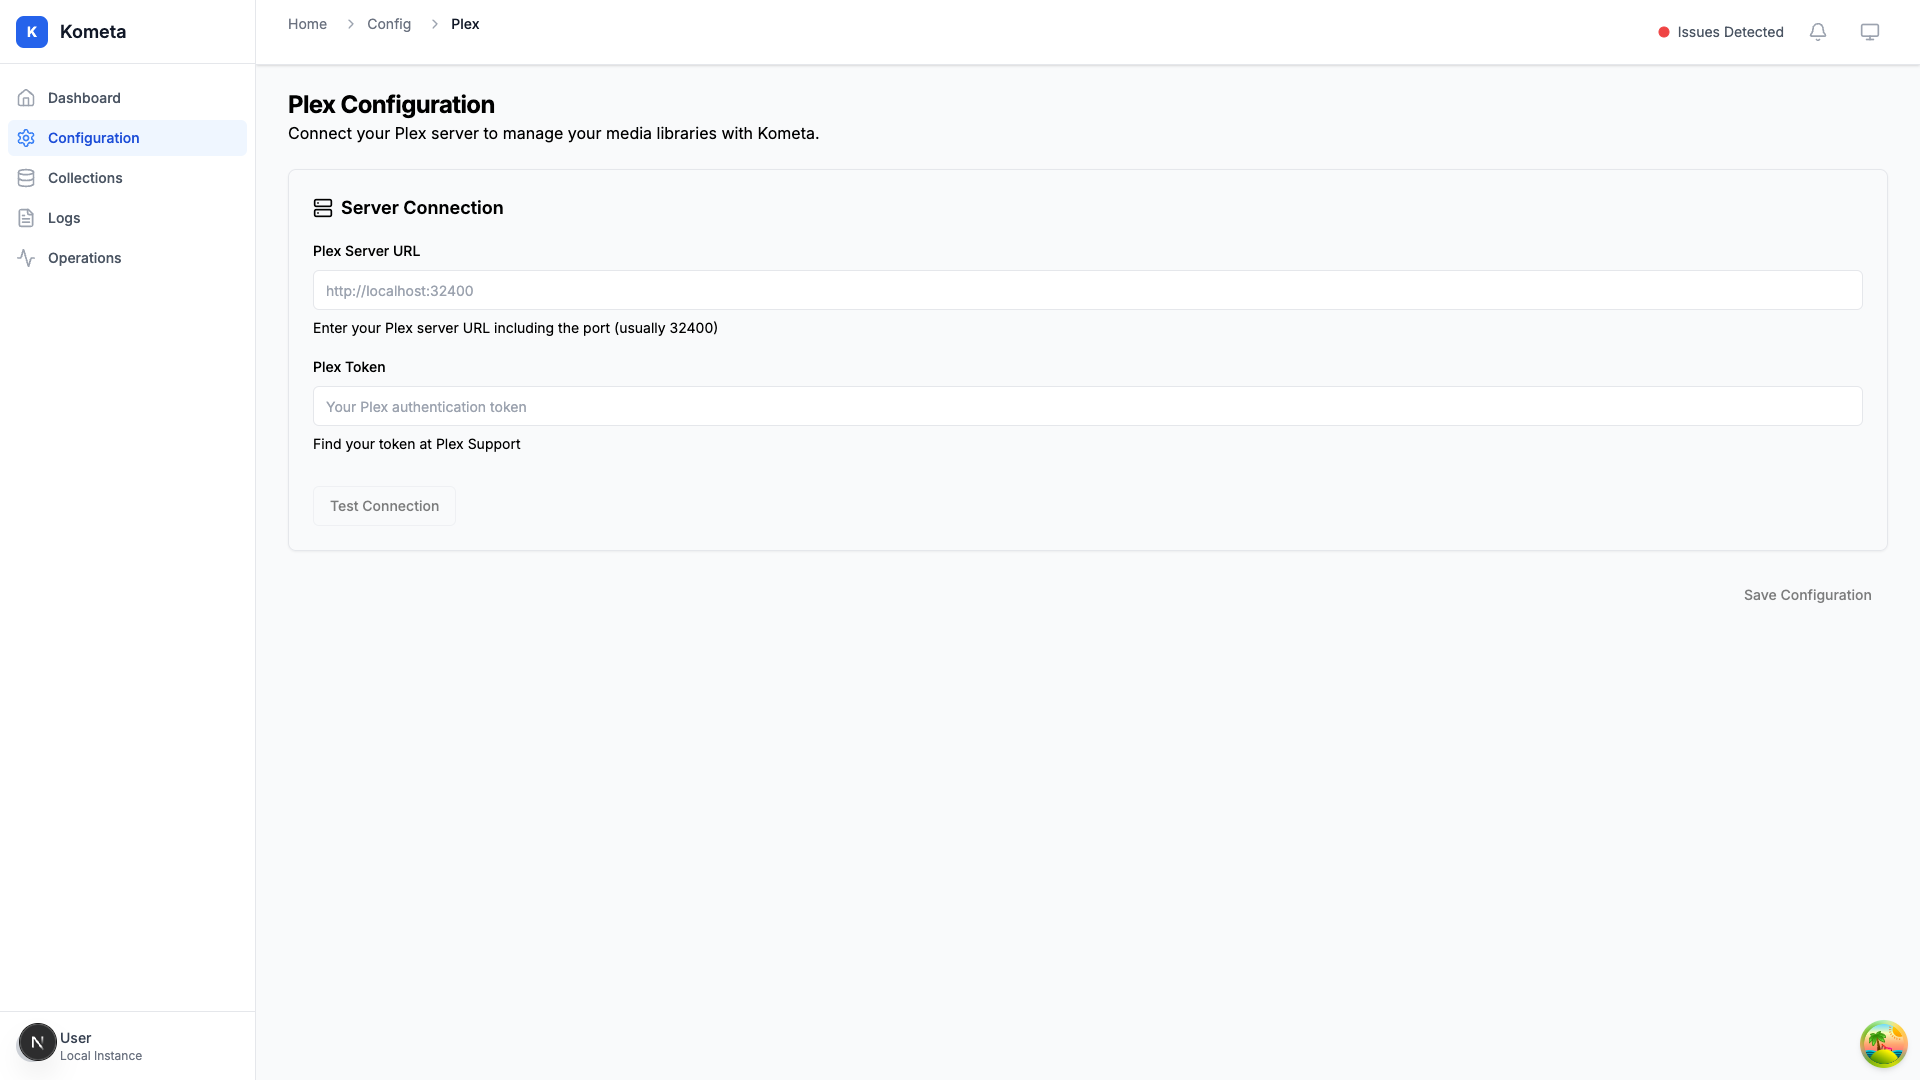 K
Kometa
Home
Config
Plex
Issues Detected
Dashboard
Configuration
Collections
Logs
Operations
Plex Configuration
Connect your Plex server to manage your media libraries with Kometa.
Server Connection
Plex Server URL
http://localhost:32400
Enter your Plex server URL including the port (usually 32400)
Plex Token
Your Plex authentication token
Find your token at Plex Support
Test Connection
Save Configuration
N
User
Local Instance